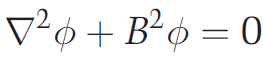 ∇²φ + B²φ = 0